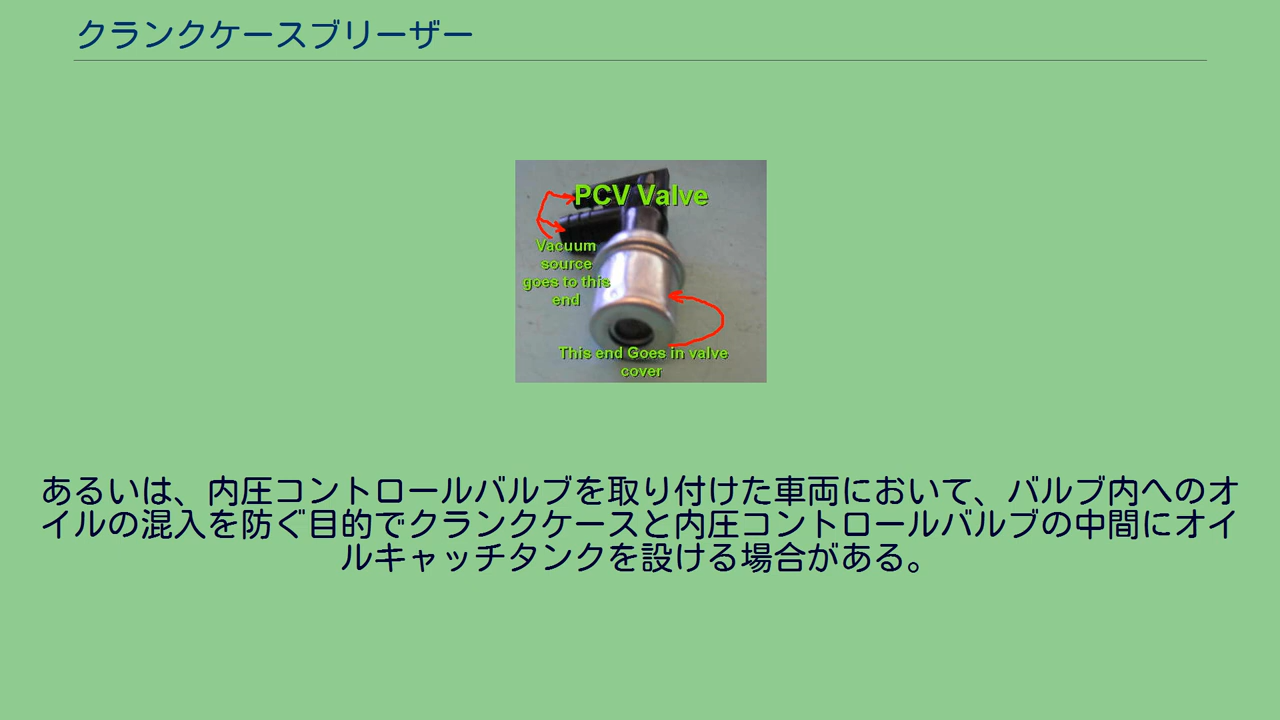 クランクケースブリーザー
PCV Valve
Vacuum
source
goes to this
end
This end Goes in valve
cover
あるいは、内圧コントロールバルブを取り付けた車両において、バルブ内へのオ
イルの混入を防ぐ目的でクランクケースと内圧コントロールバルブの中間にオイ
ルキャッチタンクを設ける場合がある。